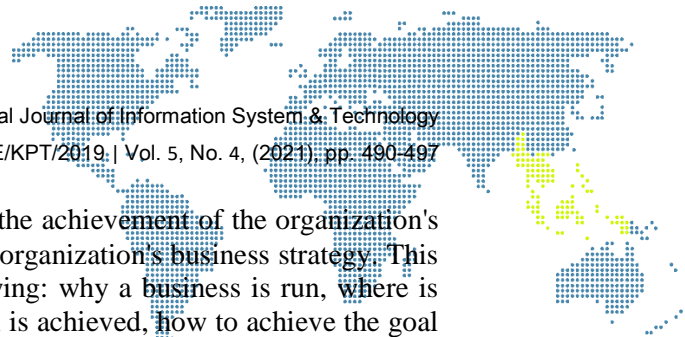 al Journal of Information System & Technology
E/KPT/2019 | Vol. 5, No. 4, (2021), pp. 490-497
the achievement of the organization's
organization's business strategy. This
ving: why a business is run, where is
is achieved, how to achieve the goal